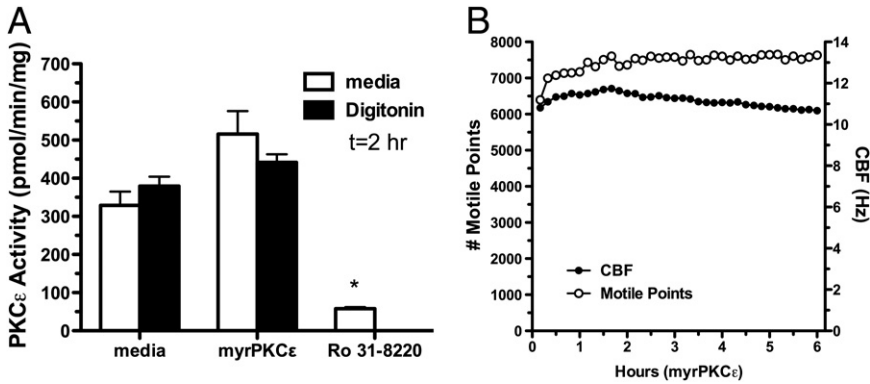 A
PKCε Activity (pmol/min/mg)
700
600
500
400
300
200
100
0
media
Digitonin
t=2 hr
*
media
myrPKCε
Ro 31-8220
B
# Motile Points
8000
7000
6000
5000
4000
3000
2000
1000
0
CBF
Motile Points
14
12
10
8
6
4
2
0
CBF (Hz)
0
1
2
3
4
5
6
Hours (myrPKCε)